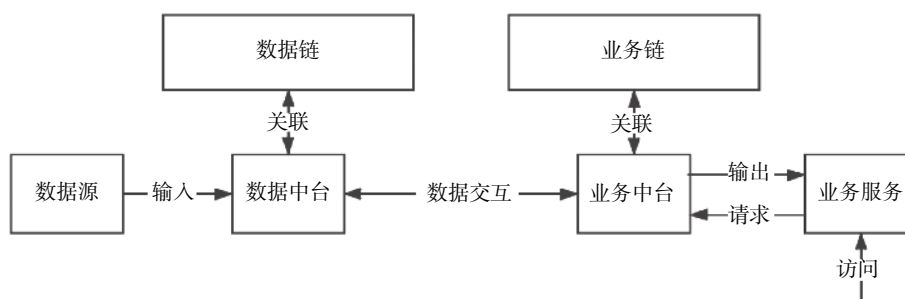 数据链
业务链
关联
关联
数据源
输入
数据中台
数据交互
业务中台
输出
请求
业务服务
访问